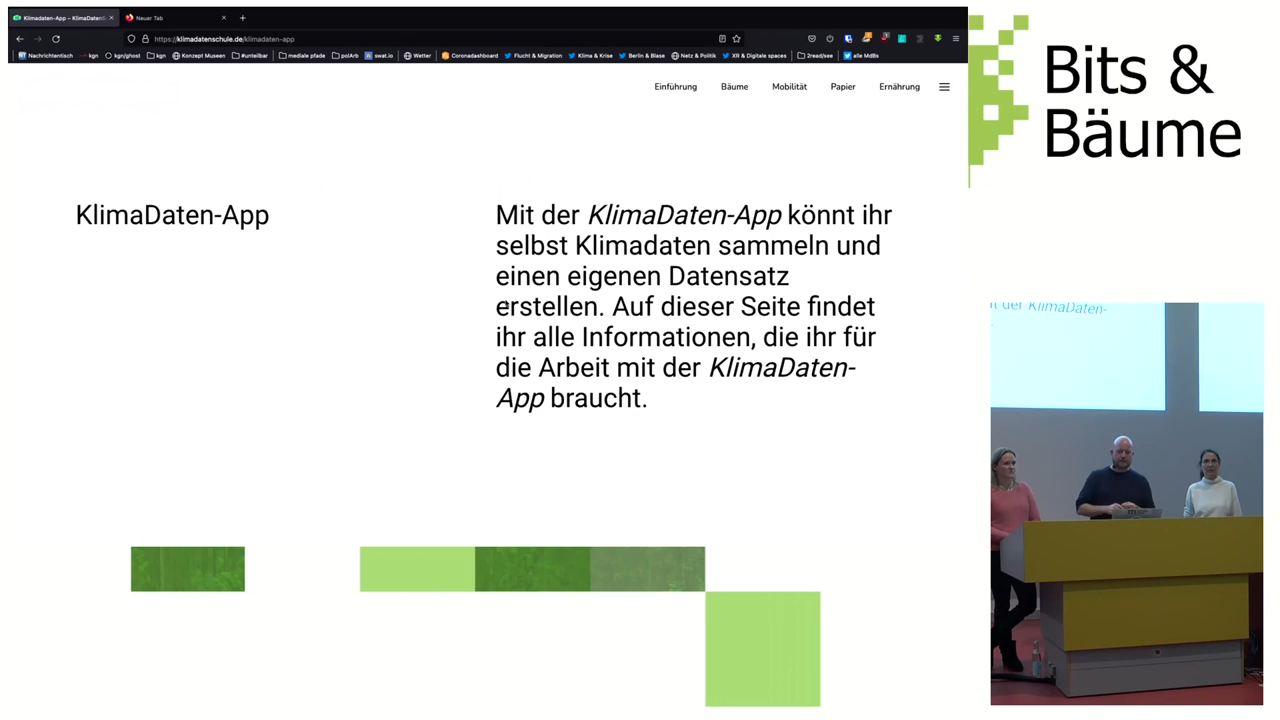 Klimadaten-App – KlimaDatenS
Neuer Tab
https://klimadatenschule.de/klimadaten-app
Nachrichtentisch
kgn
kgn/ghost
kgn
Konzept Museen
#unteilbar
mediale pfade
polArb
swat.io
Wetter
Coronadashboard
Flucht & Migration
Klima & Krise
Berlin & Blase
Netz & Politik
XR & Digitale spaces
2read/see
alle MdBs
Einführung
Bäume
Mobilität
Papier
Ernährung
KlimaDaten-App
Mit der KlimaDaten-App könnt ihr
selbst Klimadaten sammeln und
einen eigenen Datensatz
erstellen. Auf dieser Seite findet
ihr alle Informationen, die ihr für
die Arbeit mit der KlimaDaten-
App braucht.
Bits &
Bäume
it der KlimaDaten-